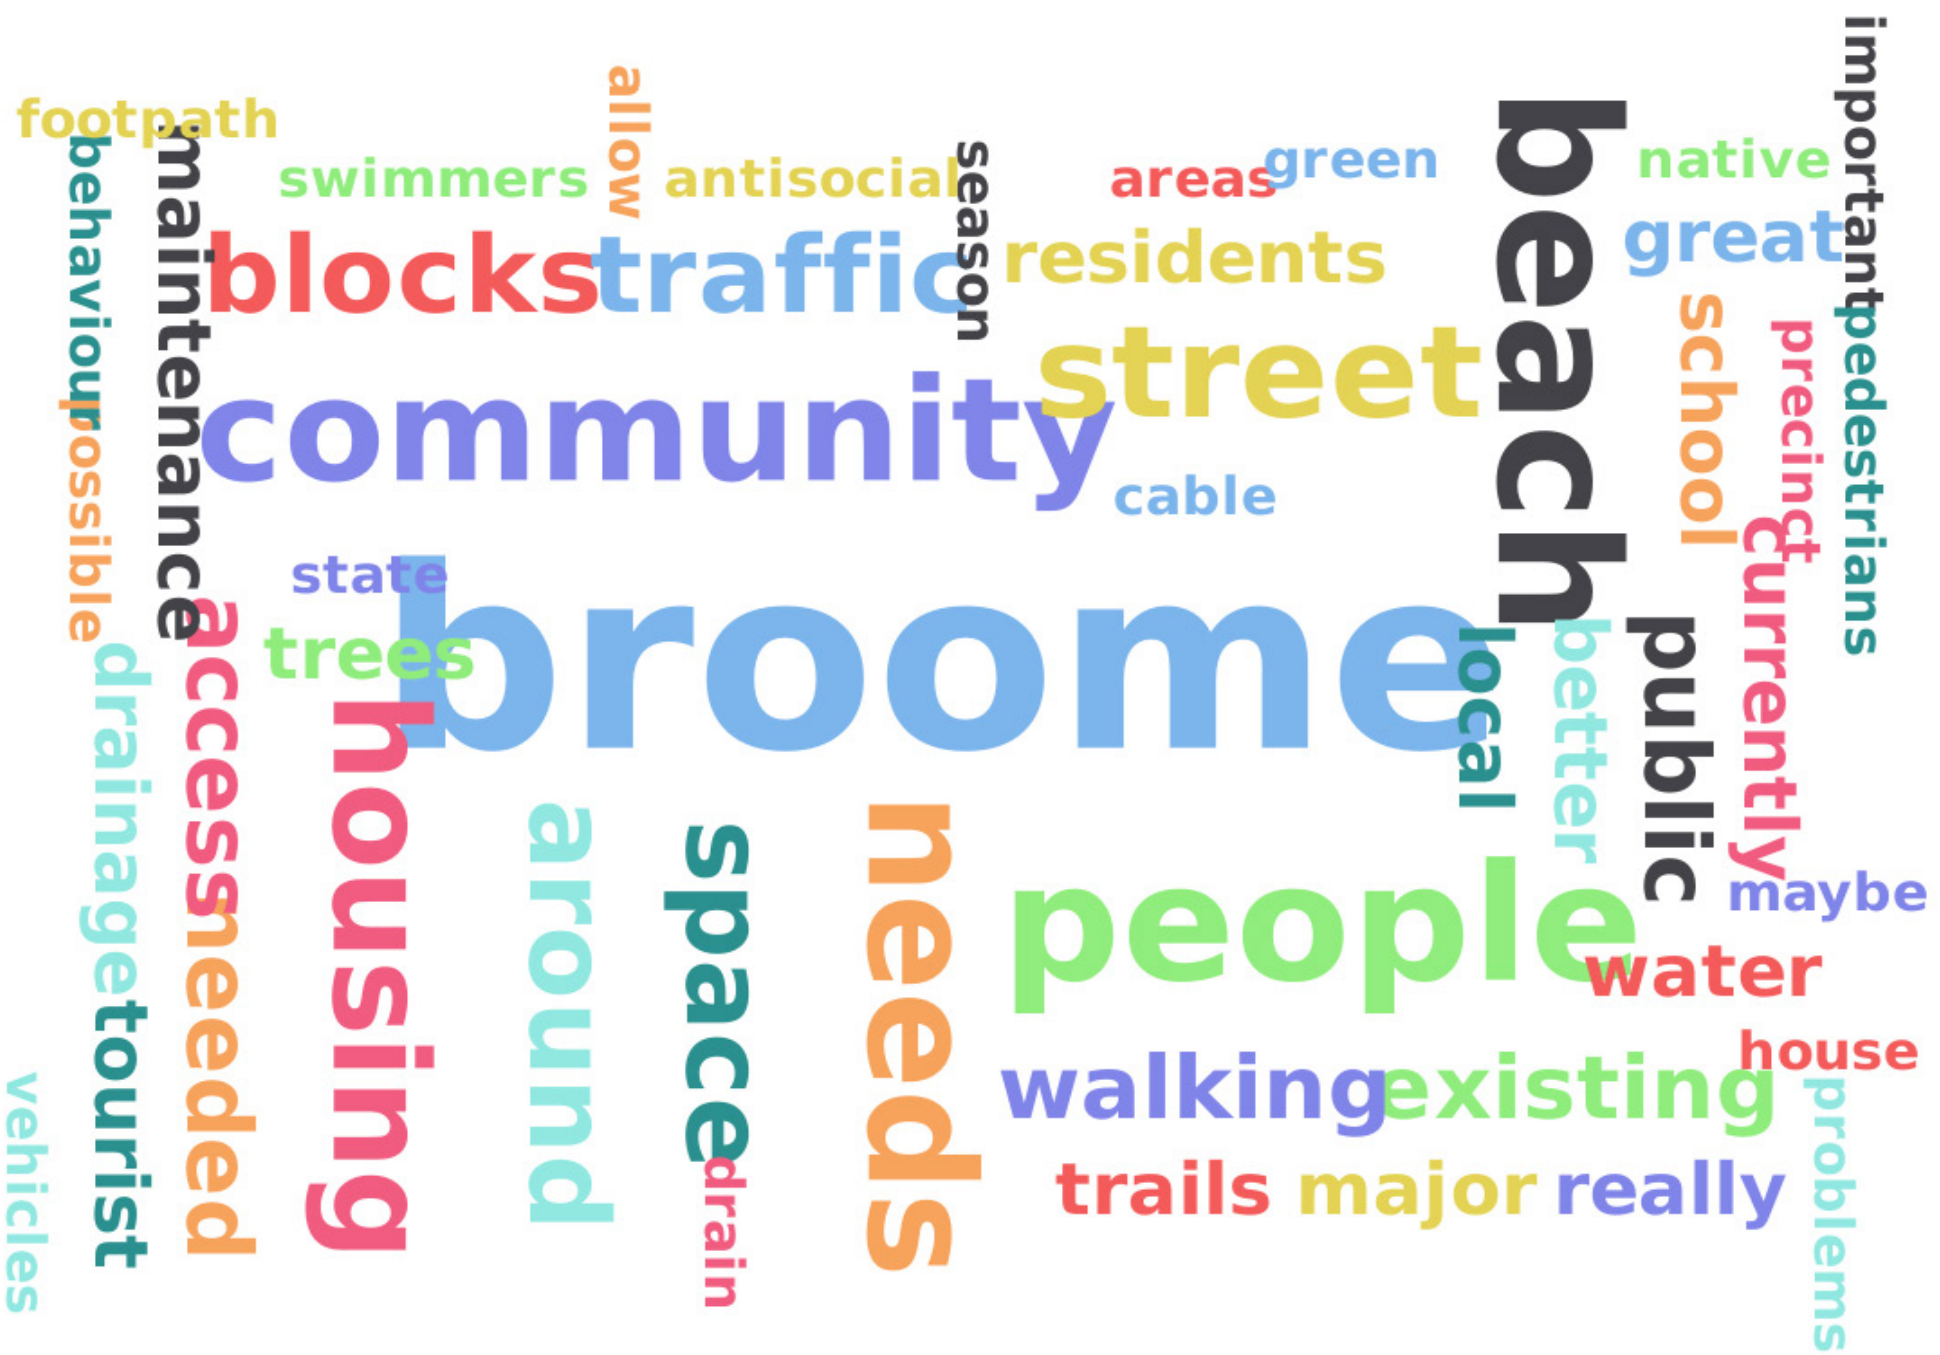 important
allow
footpath
behaviour
maintenance
swimmers
antisocial
season
areas
green
beach
native
great
blocks
traffic
residents
school
precinct
pedestrians
street
community
possible
cable
currently
state
broome
trees
access
local
better
public
drainage
housing
around
space
needs
people
maybe
needed
water
tourist
walking
existing
house
vehicles
problems
drain
trails
major
really